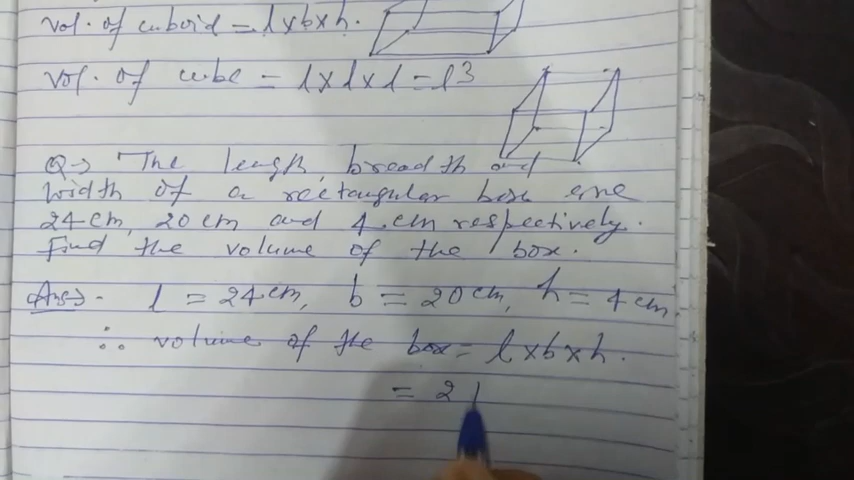 vol. of cuboid = l×b×h.
vol. of cube = l×l×l = l3
Q→ The length, breadth and
width of a rectangular box are
24 cm, 20 cm and 4 cm respectively.
Find the volume of the box.
Ans→. l = 24 cm, b = 20 cm, h = 4 cm
∴ volume of the box = l×b×h.
= 2